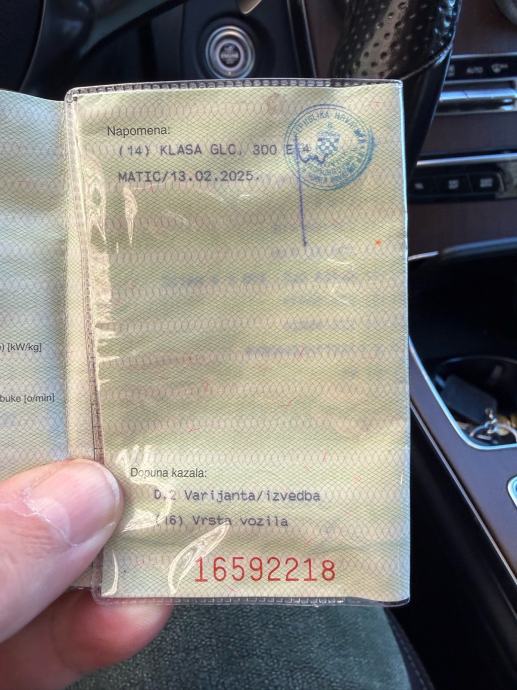 Napomena:
(14) KLASA GLC, 300 E 4
MATIC/13.02.2025.
) [kW/kg]
buke [o/min]
Dopuna kazala:
D.2 Varijanta/izvedba
(16) Vrsta vozila
16592218
AUTO